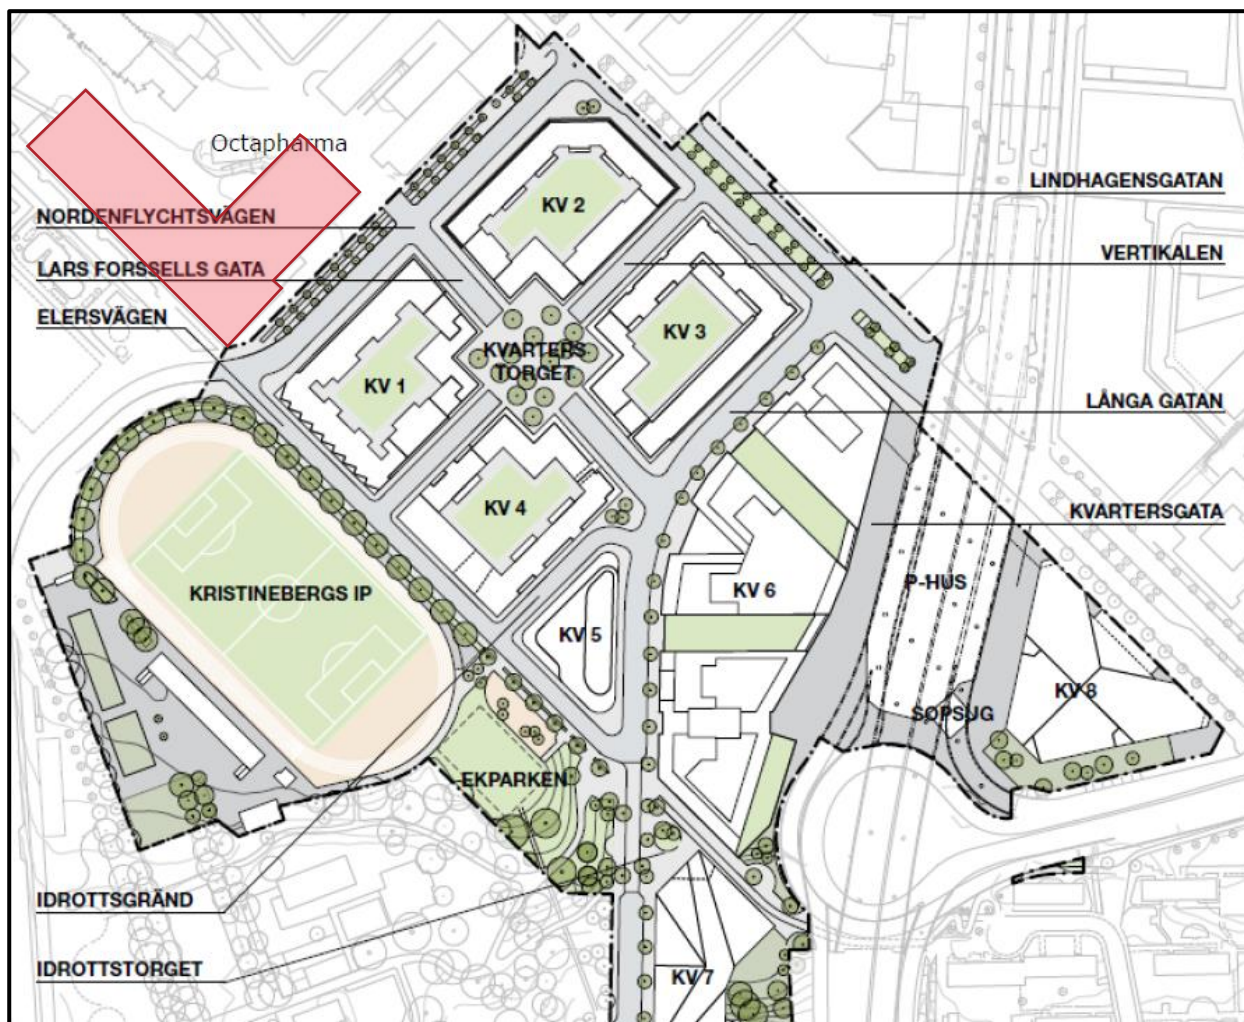 Octapharma
KV 2
LINDHAGENSGATAN
NORDENFLYCHTSVÄGEN
VERTIKALEN
LARS FORSSELLS GATA
ELERSVÄGEN
KV 3
KVARTERS
TORGET
KV 1
LÅNGA GATAN
KV 4
KVARTERSGATA
P-HUS
KV 6
KRISTINEBERGS IP
KV 5
KV 8
SOPSUG
EKPARKEN
IDROTTSGRÄND
IDROTTSTORGET
KV 7